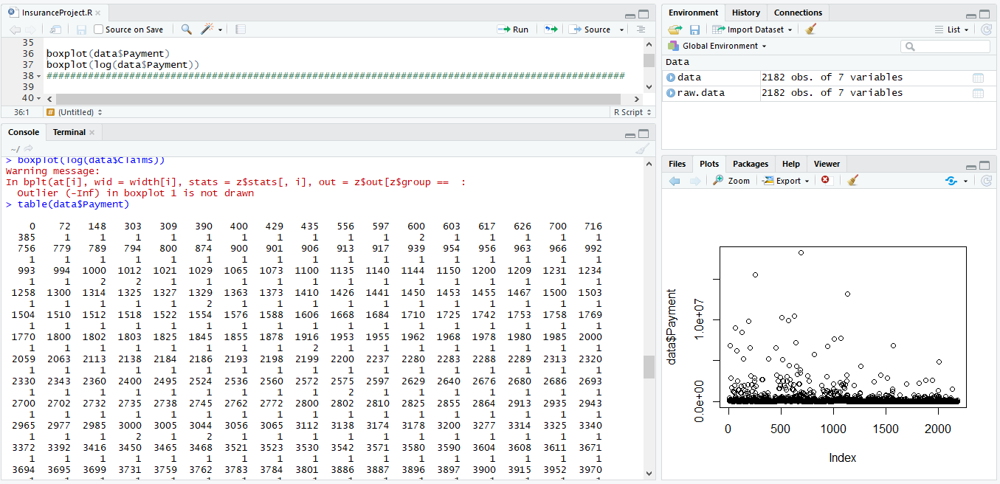 InsuranceProject.R
Source on Save
Run
Source
35
36 boxplot(data$Payment)
37 boxplot(log(data$Payment))
38 ##################################################################################################
39
40
36:1 # (Untitled) R Script
Console Terminal
~/
> boxplot(log(data$Claims))
Warning message:
In bplt(at[i], wid = width[i], stats = z$stats[, i], out = z$out[z$group ==  :
  Outlier (-Inf) in boxplot 1 is not drawn
> table(data$Payment)
0 72 148 303 309 390 400 429 435 556 597 600 603 617 626 700 716
385 1 1 1 1 1 1 1 1 1 1 2 1 1 1 1 1
756 779 789 794 800 874 900 901 906 913 917 939 954 956 963 966 992
1 1 1 1 1 1 1 1 1 1 1 1 1 1 1 1 1
993 994 1000 1012 1021 1029 1065 1073 1100 1135 1140 1144 1150 1200 1209 1231 1234
1 1 2 2 1 1 1 1 1 1 1 1 1 1 1 1 1
1258 1300 1314 1325 1327 1329 1363 1373 1410 1426 1441 1450 1453 1455 1467 1500 1503
1 1 1 1 1 2 1 1 1 1 1 1 1 1 1 1 1
1504 1510 1512 1518 1522 1554 1576 1588 1606 1668 1684 1710 1725 1742 1753 1758 1769
1 1 1 1 1 1 1 1 1 1 1 1 1 1 1 1 1
1770 1800 1802 1803 1825 1845 1855 1878 1916 1953 1955 1962 1968 1978 1980 1985 2000
1 1 1 1 1 1 1 1 2 1 1 1 1 1 1 1 1
2059 2063 2113 2138 2184 2186 2193 2198 2199 2200 2237 2280 2283 2288 2289 2313 2320
1 1 1 1 1 1 1 1 1 1 1 1 1 1 1 1 1
2330 2343 2360 2400 2495 2524 2536 2560 2572 2575 2597 2629 2640 2676 2680 2686 2693
1 1 1 1 1 1 1 1 1 2 1 1 1 1 1 1 1
2700 2702 2732 2735 2738 2745 2762 2772 2800 2802 2810 2825 2855 2864 2913 2935 2943
1 1 1 1 1 1 1 1 1 1 1 1 1 1 1 1 1
2965 2977 2985 3000 3005 3044 3056 3065 3112 3138 3174 3178 3200 3277 3314 3325 3340
1 1 1 2 1 2 1 1 1 1 1 1 1 1 1 1 1
3372 3392 3416 3450 3465 3468 3521 3523 3530 3542 3571 3580 3590 3604 3608 3611 3671
1 1 1 1 1 1 1 1 1 1 1 1 1 1 1 1 1
3694 3695 3699 3731 3759 3762 3783 3784 3801 3886 3887 3896 3897 3900 3915 3952 3970
Environment History Connections
Import Dataset
List
Global Environment
Data
data 2182 obs. of 7 variables
raw.data 2182 obs. of 7 variables
Files Plots Packages Help Viewer
Zoom Export
data$Payment
0.0e+00 1.0e+07
0 500 1000 1500 2000
Index